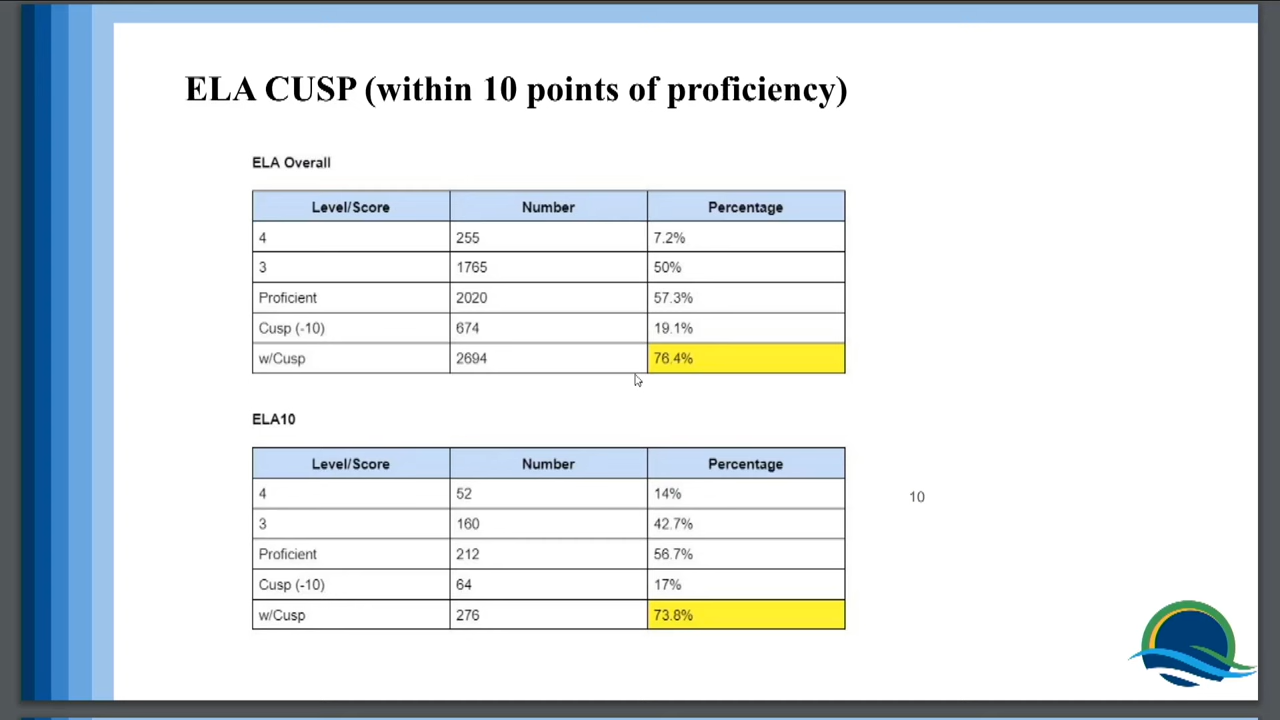 ELA CUSP (within 10 points of proficiency)
ELA Overall
Level/Score Number Percentage
4 255 7.2%
3 1765 50%
Proficient 2020 57.3%
Cusp (-10) 674 19.1%
w/Cusp 2694 76.4%
ELA10
Level/Score Number Percentage
4 52 14%
3 160 42.7%
Proficient 212 56.7%
Cusp (-10) 64 17%
w/Cusp 276 73.8%
10